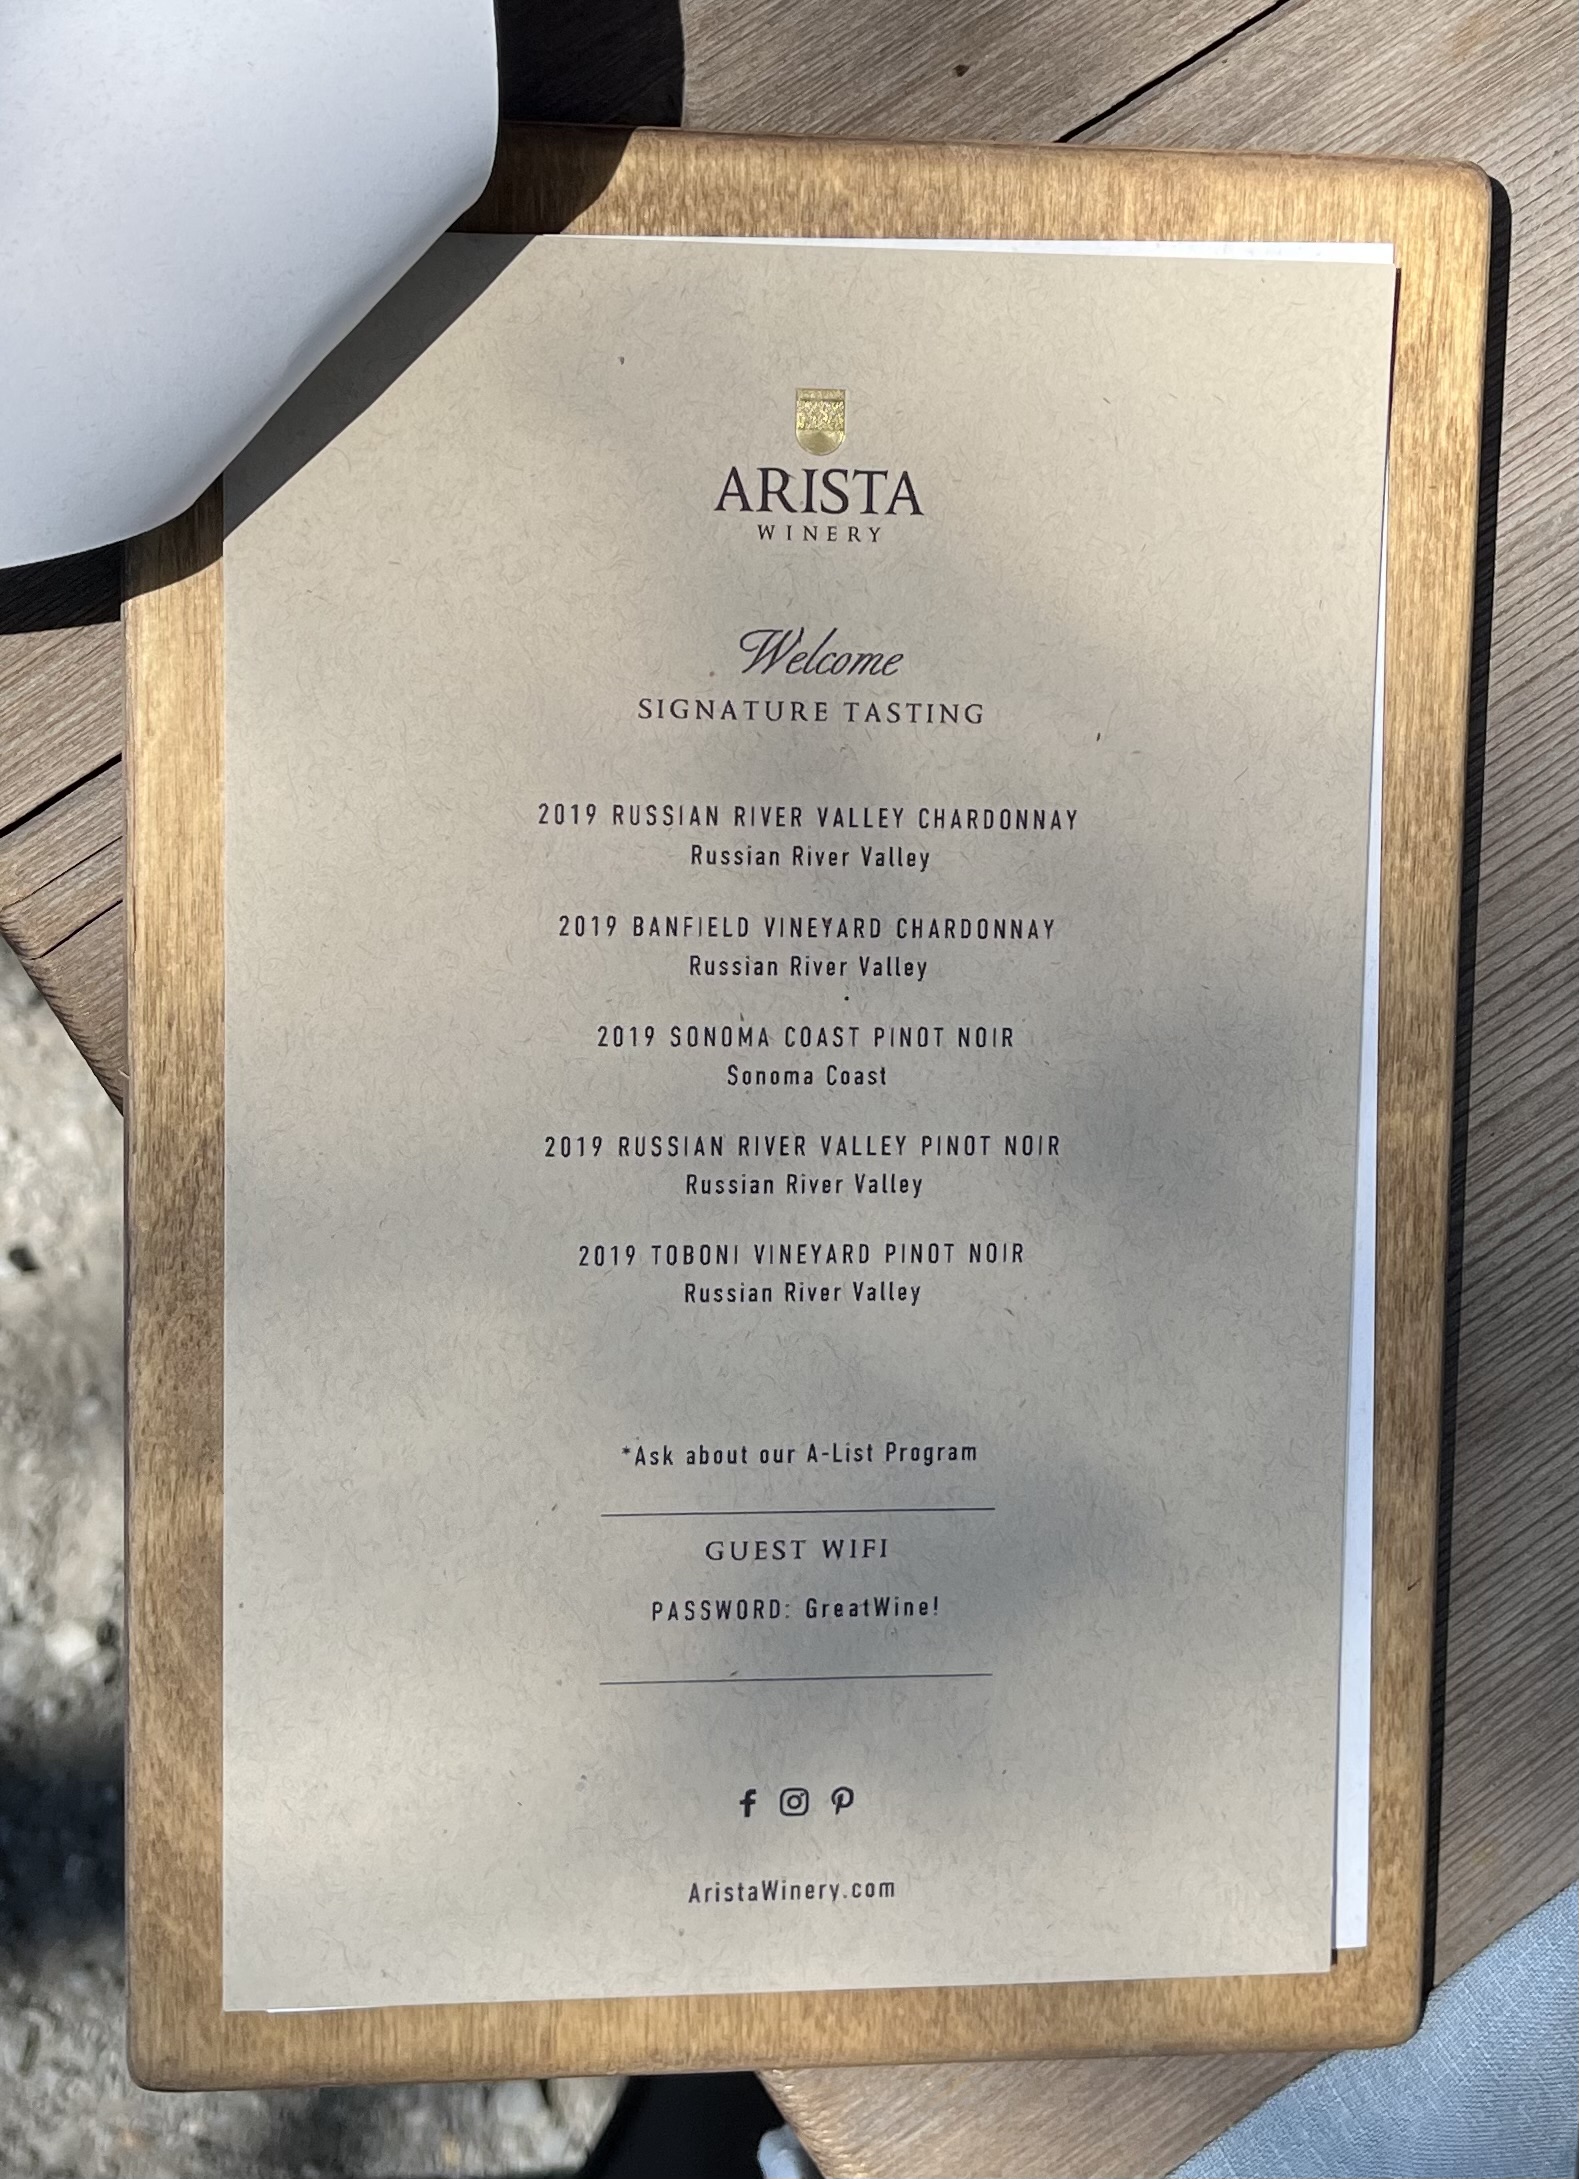 ARISTA
WINERY
Welcome
SIGNATURE TASTING
2019 RUSSIAN RIVER VALLEY CHARDONNAY
Russian River Valley
2019 BANFIELD VINEYARD CHARDONNAY
Russian River Valley
2019 SONOMA COAST PINOT NOIR
Sonoma Coast
2019 RUSSIAN RIVER VALLEY PINOT NOIR
Russian River Valley
2019 TOBONI VINEYARD PINOT NOIR
Russian River Valley
*Ask about our A-List Program
GUEST WIFI
PASSWORD: GreatWine!
AristaWinery.com